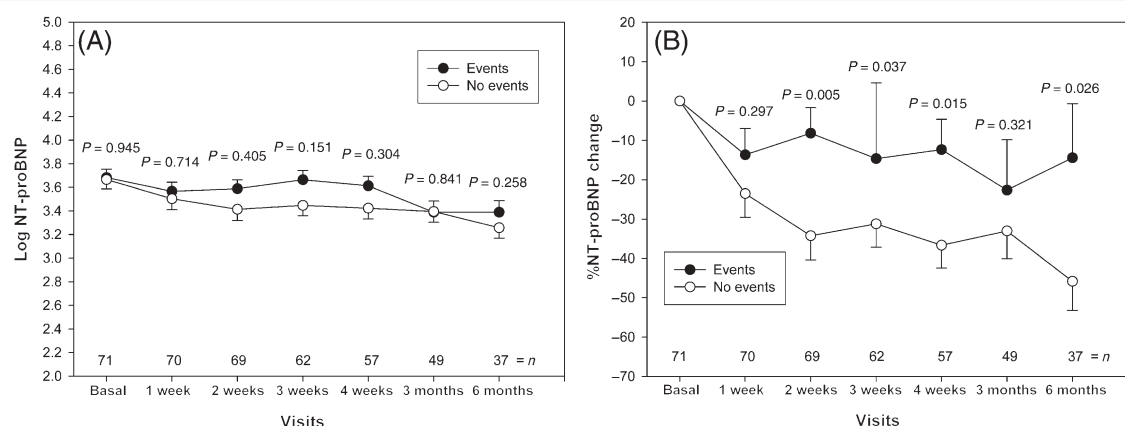 (A)
Log NT-proBNP
5.0
4.8
4.6
4.4
4.2
4.0
3.8
3.6
3.4
3.2
3.0
2.8
2.6
2.4
2.2
2.0
Events
No events
P = 0.945
P = 0.714
P = 0.405
P = 0.151
P = 0.304
P = 0.841
P = 0.258
71 70 69 62 57 49 37 = n
Basal 1 week 2 weeks 3 weeks 4 weeks 3 months 6 months
Visits
(B)
%NT-proBNP change
20
10
0
–10
–20
–30
–40
–50
–60
–70
P = 0.297
P = 0.005
P = 0.037
P = 0.015
P = 0.321
P = 0.026
Events
No events
71 70 69 62 57 49 37 = n
Basal 1 week 2 weeks 3 weeks 4 weeks 3 months 6 months
Visits